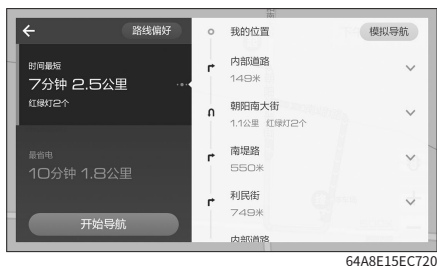 路线偏好
时间最短
7分钟 2.5公里
红绿灯2个
最省电
10分钟 1.8公里
开始导航
我的位置
模拟导航
内部道路
149米
朝阳南大街
1.1公里 红绿灯2个
南堤路
550米
利民街
749米
内部道路
64A8E15EC720